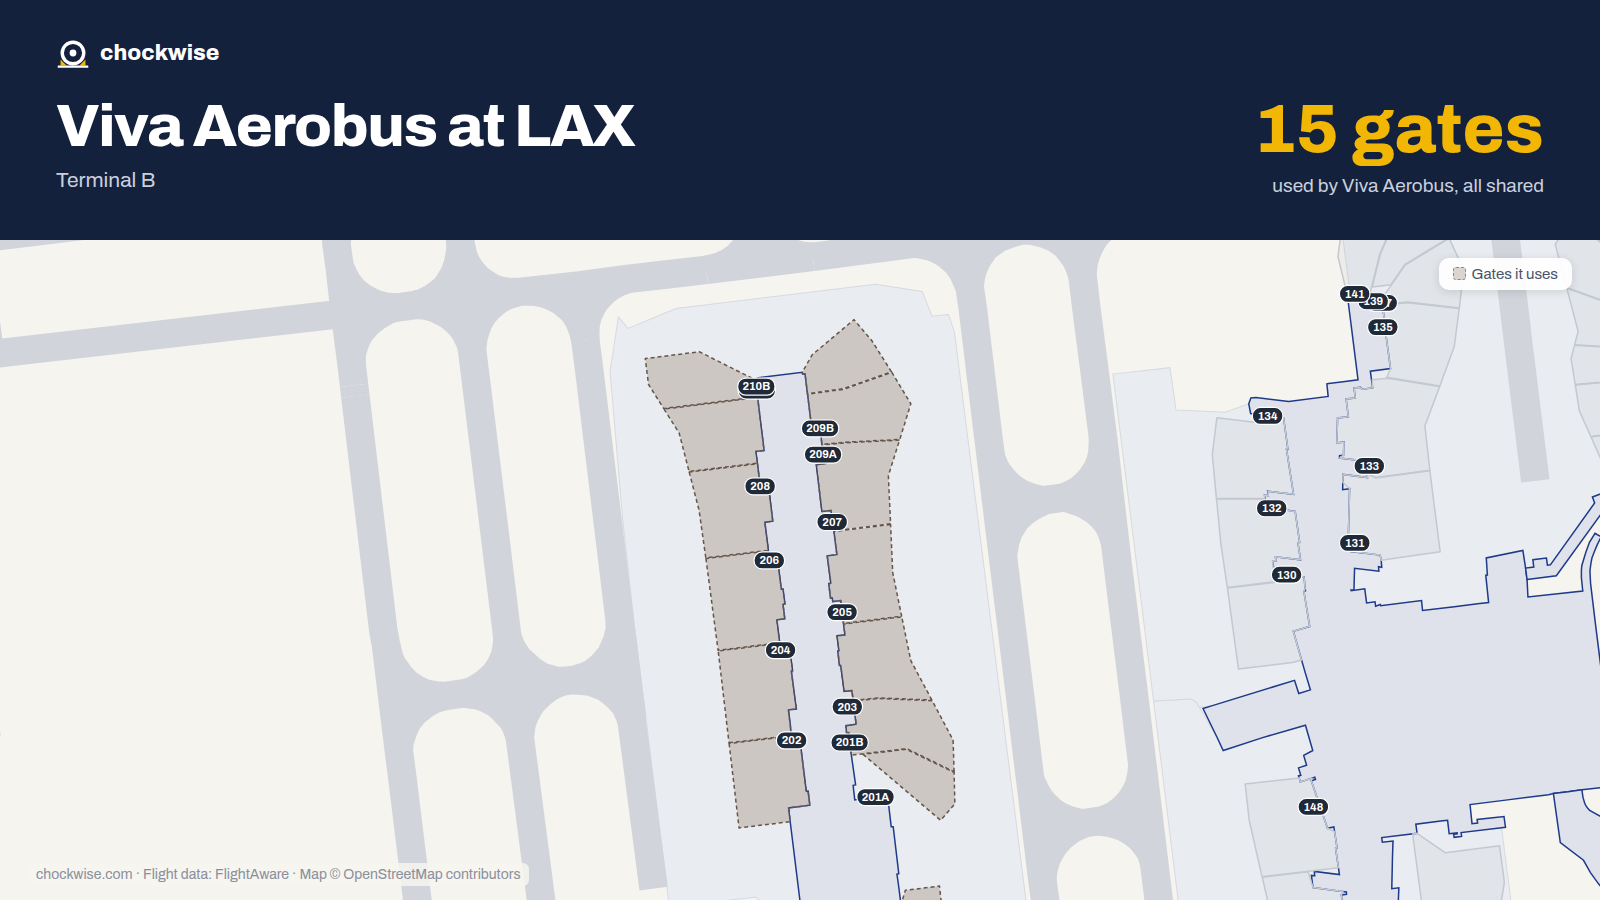 chockwise
Viva Aerobus at LAX
Terminal B
15 gates
used by Viva Aerobus, all shared
Gates it uses
141
139
135
210B
134
209B
209A
133
208
132
207
131
206
130
205
204
203
202
201B
201A
148
chockwise.com · Flight data: FlightAware · Map © OpenStreetMap contributors